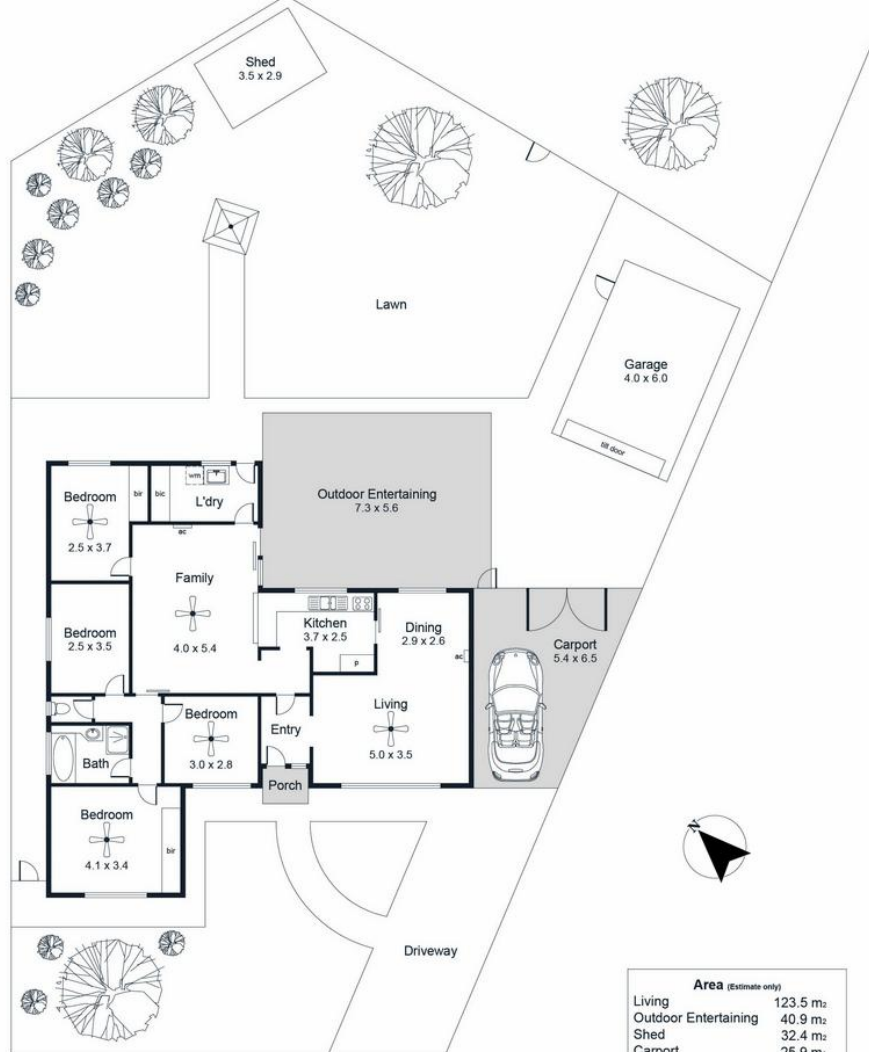 Shed
3.5 x 2.9
Lawn
Garage
4.0 x 6.0
tilt door
Outdoor Entertaining
7.3 x 5.6
wm
L'dry
bir
bic
Bedroom
2.5 x 3.7
ac
Family
4.0 x 5.4
Kitchen
3.7 x 2.5
p
Dining
2.9 x 2.6
ac
Carport
5.4 x 6.5
Bedroom
2.5 x 3.5
Bedroom
3.0 x 2.8
Entry
Living
5.0 x 3.5
Bath
Porch
Bedroom
4.1 x 3.4
bir
N
Driveway
Area (Estimate only)
Living 123.5 m2
Outdoor Entertaining 40.9 m2
Shed 32.4 m2
Carport 25.9 m2